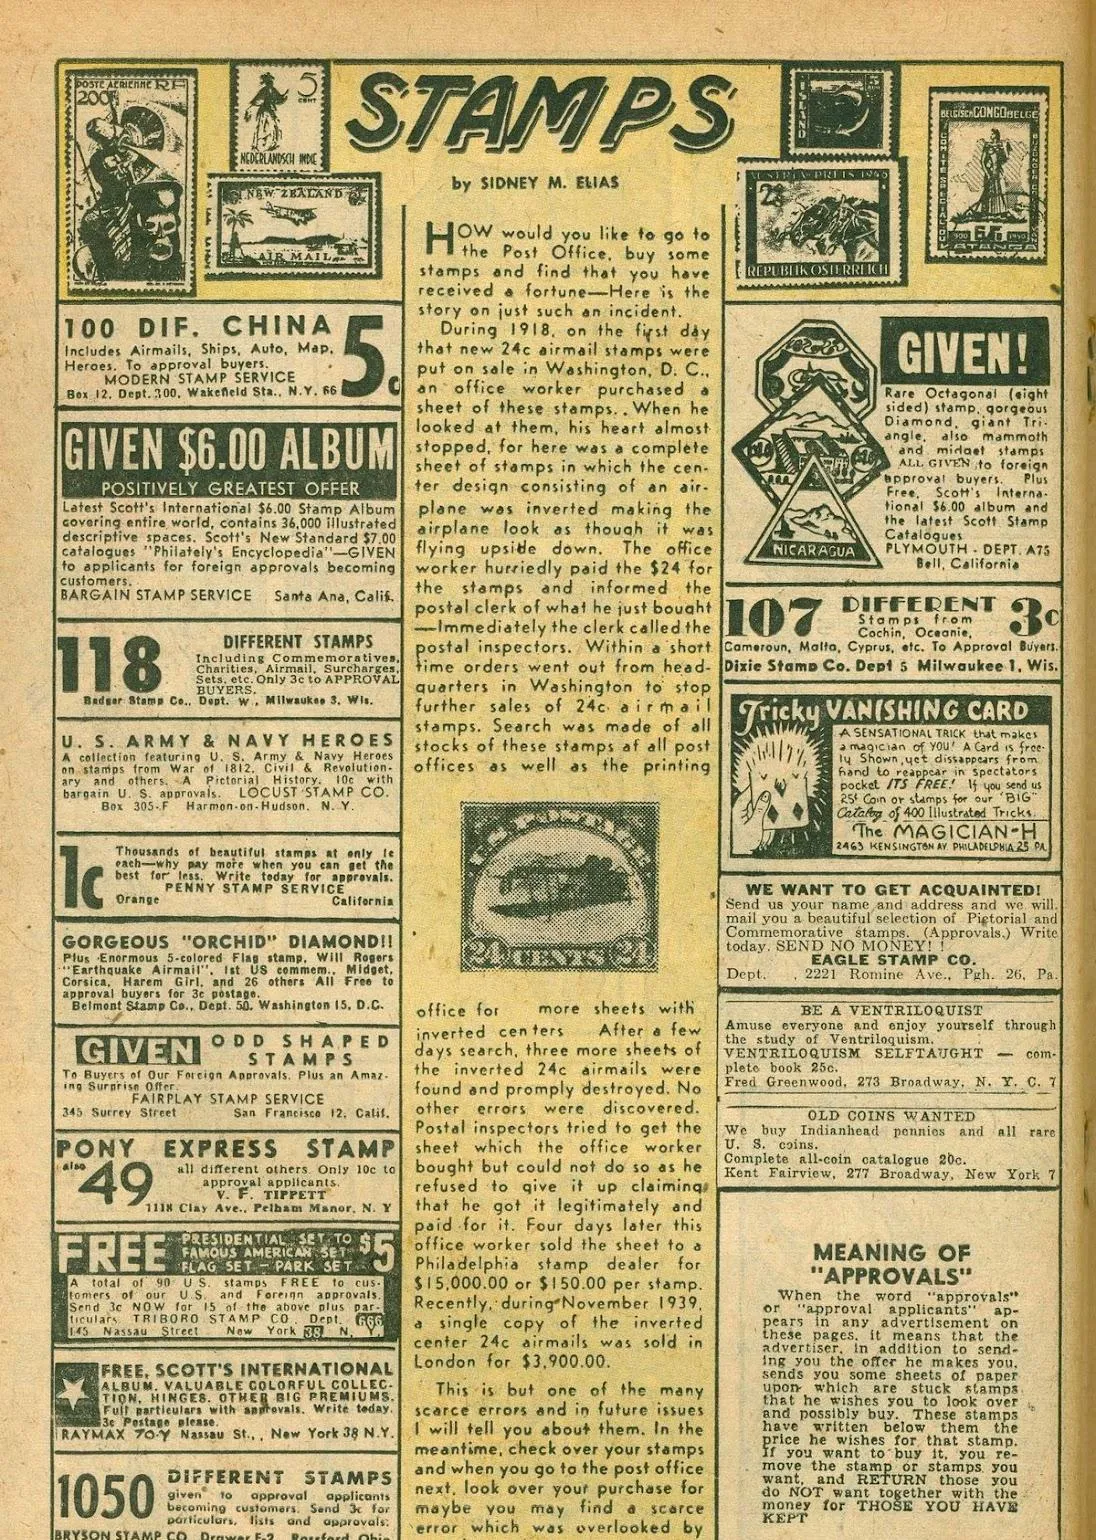 POSTE AERIENNE RF
200
5
CENT
NEDERLANDSCH INDIE
NEW ZEALAND
AIR MAIL
STAMPS
by SIDNEY M. ELIAS
5
ISLAND
BELGISCH CONGO BELGE
REPUBLIK OSTERREICH
100 DIF. CHINA
5c
Includes Airmails, Ships, Auto, Map,
Heroes. To approval buyers.
MODERN STAMP SERVICE
Box 12, Dept. 300, Wakefield Sta., N.Y. 66
GIVEN $6.00 ALBUM
POSITIVELY GREATEST OFFER
Latest Scott's International $6.00 Stamp Album
covering entire world, contains 36,000 illustrated
descriptive spaces. Scott's New Standard $7.00
catalogues "Philately's Encyclopedia"—GIVEN
to applicants for foreign approvals becoming
customers.
BARGAIN STAMP SERVICE Santa Ana, Calif.
118
DIFFERENT STAMPS
Including Commemoratives,
Charities, Airmail, Surcharges,
Sets, etc. Only 3c to APPROVAL
BUYERS.
Badger Stamp Co., Dept. W, Milwaukee 3, Wis.
U. S. ARMY & NAVY HEROES
A collection featuring U. S. Army & Navy Heroes
on stamps from War of 1812, Civil & Revolution-
ary and others. A Pictorial History. 10c with
bargain U. S. approvals. LOCUST STAMP CO.
Box 305-F Harmon-on-Hudson, N. Y.
1c
Thousands of beautiful stamps at only 1c
each—why pay more when you can get the
best for less. Write today for approvals.
PENNY STAMP SERVICE
Orange California
GORGEOUS "ORCHID" DIAMOND!!
Plus Enormous 5-colored Flag stamp, Will Rogers
"Earthquake Airmail", 1st US commem., Midget,
Corsica, Harem Girl, and 26 others All Free to
approval buyers for 3c postage.
Belmont Stamp Co., Dept. 50, Washington 15, D.C.
GIVEN ODD SHAPED
STAMPS
To Buyers of Our Foreign Approvals. Plus an Amaz-
ing Surprise Offer.
FAIRPLAY STAMP SERVICE
345 Surrey Street San Francisco 12, Calif.
PONY EXPRESS STAMP
also 49
all different others. Only 10c to
approval applicants.
V. F. TIPPETT
1118 Clay Ave., Pelham Manor, N. Y
FREE PRESIDENTIAL SET TO $5
FAMOUS AMERICAN SET
FLAG SET - PARK SET
A total of 90 U.S. stamps FREE to cus-
tomers of our U.S. and Foreign approvals.
Send 3c NOW for 15 of the above plus par-
ticulars. TRIBORO STAMP CO., Dept. 666
145 Nassau Street New York 38 N. Y.
FREE, SCOTT'S INTERNATIONAL
ALBUM. VALUABLE COLORFUL COLLEC-
TION, HINGES, OTHER BIG PREMIUMS.
Full particulars with approvals. Write today.
3c Postage please.
RAYMAX 70-Y Nassau St., New York 38 N.Y.
1050
DIFFERENT STAMPS
given to approval applicants
becoming customers. Send 3c for
particulars, lists and approvals.
BRYSON STAMP CO. Drawer F-2, Rossford, Ohio
HOW would you like to go to
the Post Office, buy some
stamps and find that you have
received a fortune—Here is the
story on just such an incident.
During 1918, on the first day
that new 24c airmail stamps were
put on sale in Washington, D. C.,
an office worker purchased a
sheet of these stamps. When he
looked at them, his heart almost
stopped, for here was a complete
sheet of stamps in which the cen-
ter design consisting of an air-
plane was inverted making the
airplane look as though it was
flying upside down. The office
worker hurriedly paid the $24 for
the stamps and informed the
postal clerk of what he just bought
—Immediately the clerk called the
postal inspectors. Within a short
time orders went out from head-
quarters in Washington to stop
further sales of 24c airmail
stamps. Search was made of all
stocks of these stamps af all post
offices as well as the printing
U.S. POSTAGE
24 CENTS 24
office for more sheets with
inverted centers After a few
days search, three more sheets of
the inverted 24c airmails were
found and promply destroyed. No
other errors were discovered.
Postal inspectors tried to get the
sheet which the office worker
bought but could not do so as he
refused to give it up claiming
that he got it legitimately and
paid for it. Four days later this
office worker sold the sheet to a
Philadelphia stamp dealer for
$15,000.00 or $150.00 per stamp.
Recently, during November 1939,
a single copy of the inverted
center 24c airmails was sold in
London for $3,900.00.
This is but one of the many
scarce errors and in future issues
I will tell you about them. In the
meantime, check over your stamps
and when you go to the post office
next, look over your purchase for
maybe you may find a scarce
error which was overlooked by
NICARAGUA
GIVEN!
Rare Octagonal (eight
sided) stamp, gorgeous
Diamond, giant Tri-
angle, also mammoth
and midget stamps
ALL GIVEN to foreign
approval buyers. Plus
Free, Scott's Interna-
tional $6.00 album and
the latest Scott Stamp
Catalogues
PLYMOUTH - DEPT. A75
Bell, California
107 DIFFERENT 3c
Stamps from
Cochin, Oceanie,
Cameroun, Malta, Cyprus, etc. To Approval Buyers.
Dixie Stamp Co. Dept 5 Milwaukee 1, Wis.
Tricky VANISHING CARD
A SENSATIONAL TRICK that makes
a magician of YOU! A Card is free-
ly Shown, yet dissappears from
hand to reappear in spectators
pocket ITS FREE! If you send us
25¢ Coin or stamps for our "BIG"
Catalog of 400 Illustrated Tricks.
The MAGICIAN-H
2463 KENSINGTON AV PHILADELPHIA 25 PA.
WE WANT TO GET ACQUAINTED!
Send us your name and address and we will
mail you a beautiful selection of Pictorial and
Commemorative stamps. (Approvals.) Write
today. SEND NO MONEY! !
EAGLE STAMP CO.
Dept. , 2221 Romine Ave., Pgh. 26, Pa.
BE A VENTRILOQUIST
Amuse everyone and enjoy yourself through
the study of Ventriloquism.
VENTRILOQUISM SELFTAUGHT — com-
plete book 25c.
Fred Greenwood, 273 Broadway, N. Y. C. 7
OLD COINS WANTED
We buy Indianhead pennies and all rare
U. S. coins.
Complete all-coin catalogue 20c.
Kent Fairview, 277 Broadway, New York 7
MEANING OF
"APPROVALS"
When the word "approvals"
or "approval applicants" ap-
pears in any advertisement on
these pages, it means that the
advertiser, in addition to send-
ing you the offer he makes you,
sends you some sheets of paper
upon which are stuck stamps
that he wishes you to look over
and possibly buy. These stamps
have written below them the
price he wishes for that stamp.
If you want to buy it, you re-
move the stamp or stamps you
want, and RETURN those you
do NOT want together with the
money for THOSE YOU HAVE
KEPT